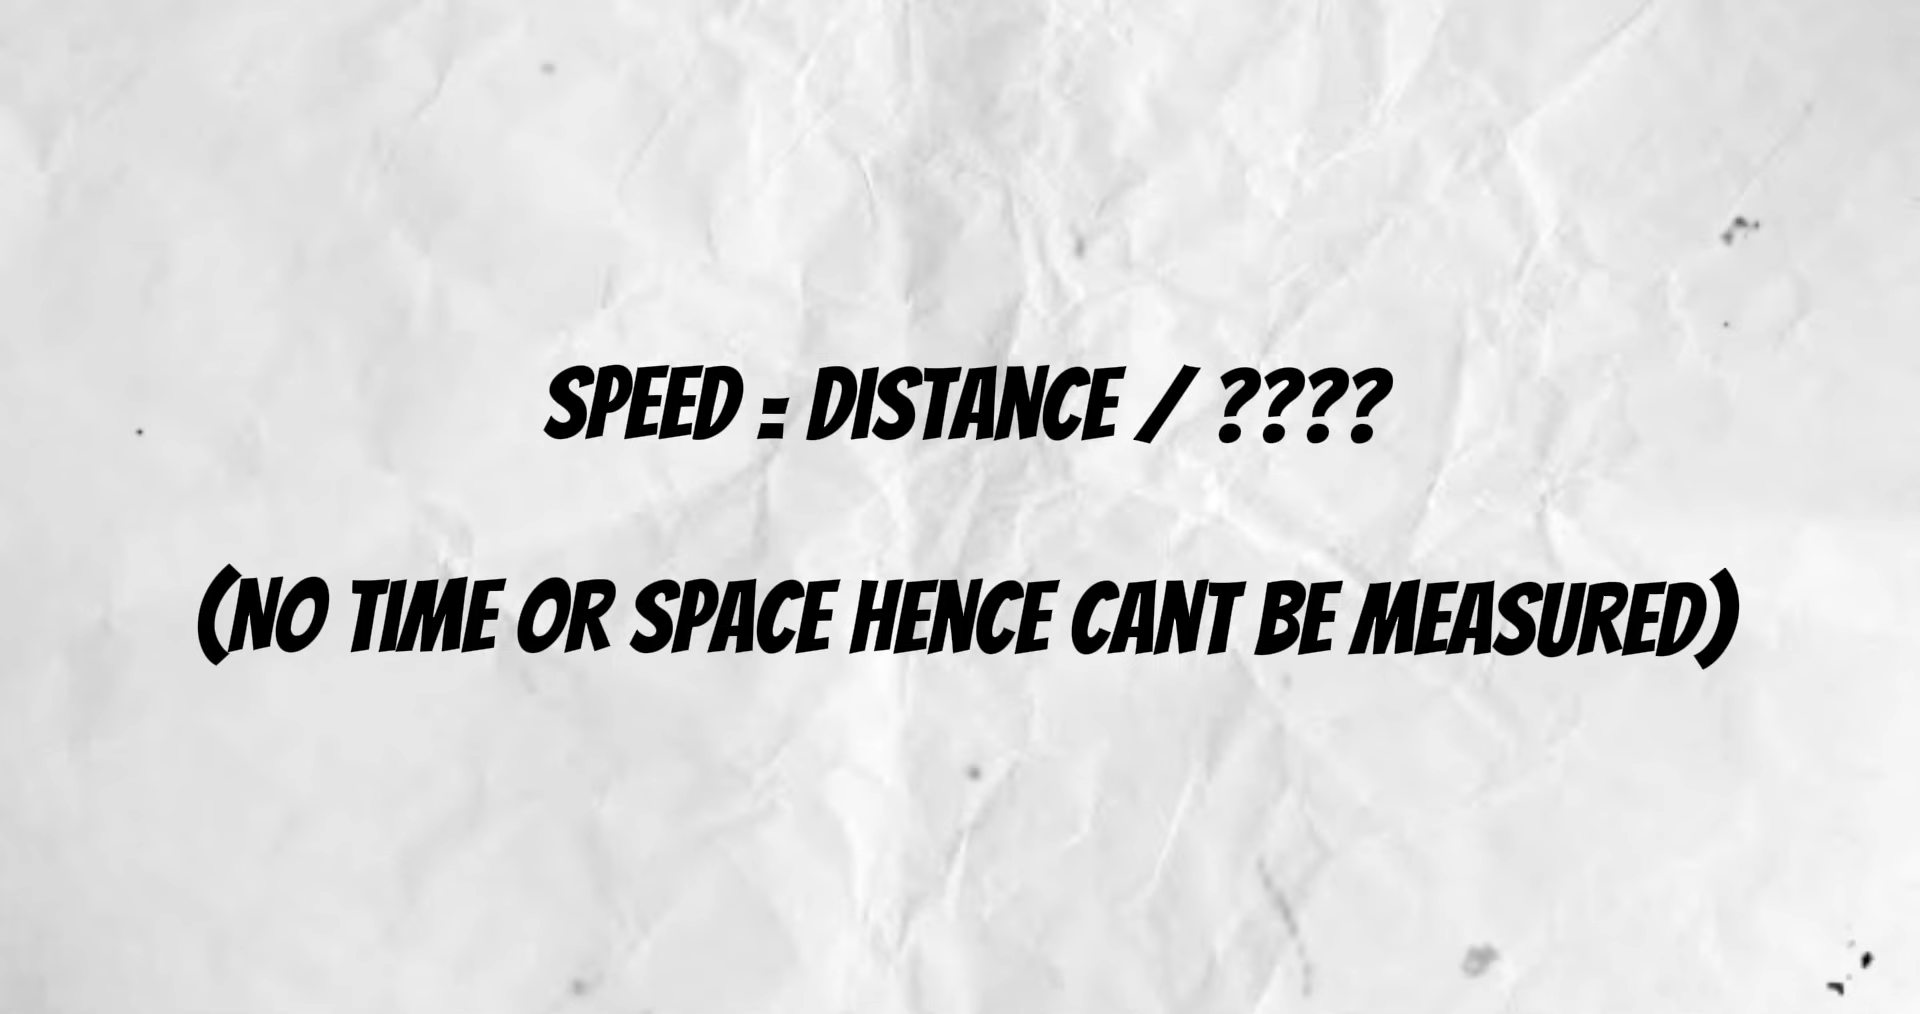 SPEED = DISTANCE / ????
(NO TIME OR SPACE HENCE CANT BE MEASURED)